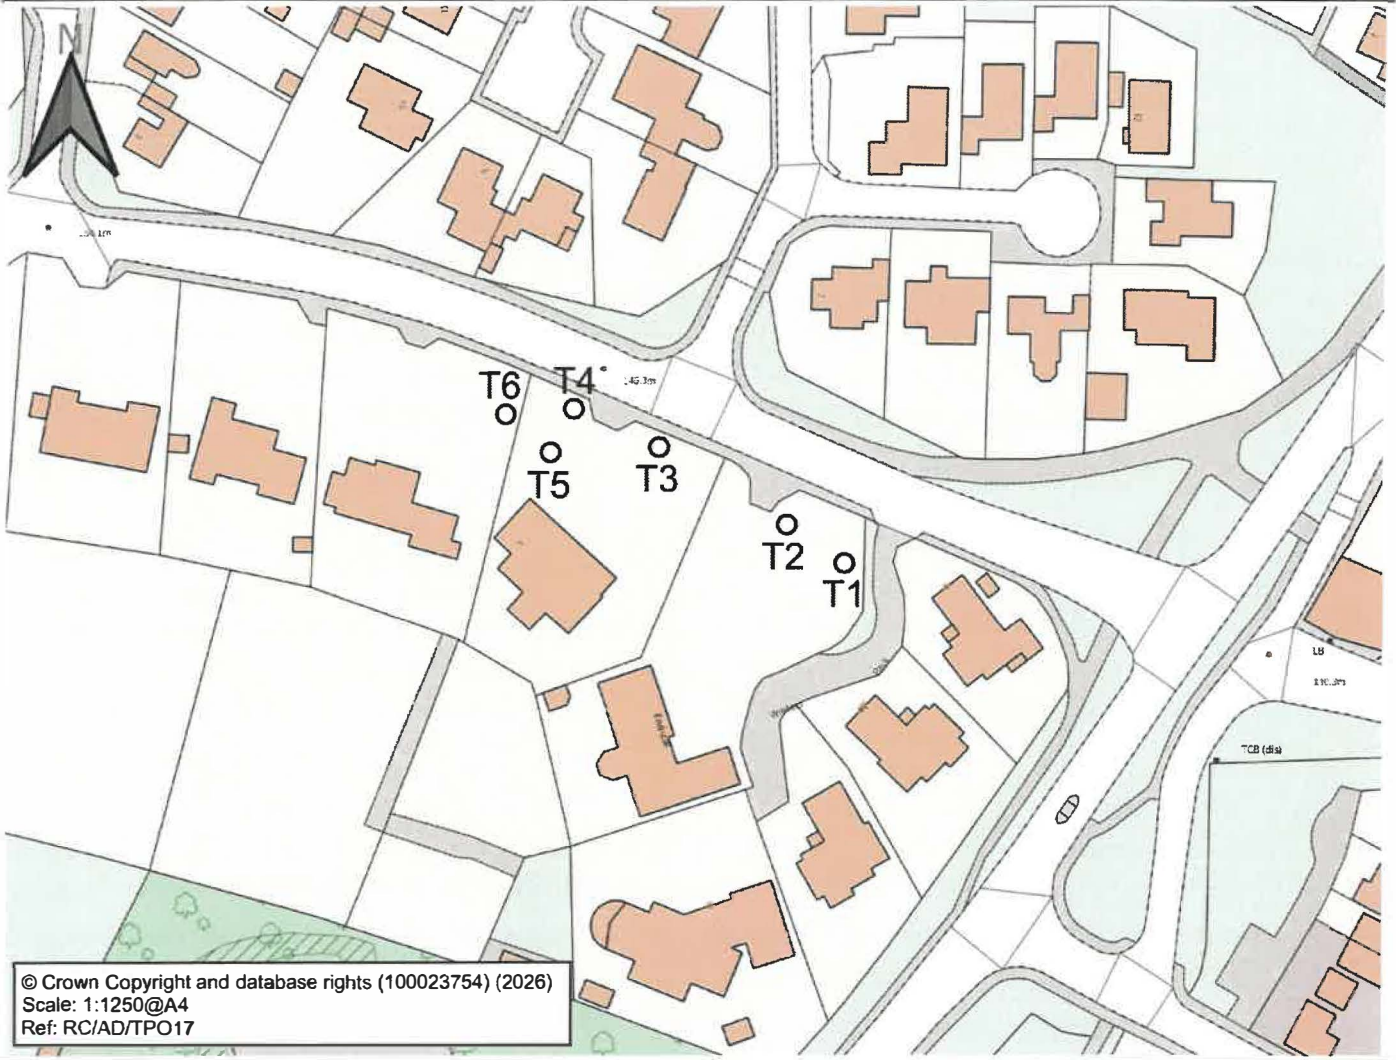 N
T6
T4
T5
T3
T2
T1
LB
TCB (dis)
© Crown Copyright and database rights (100023754) (2026)
Scale: 1:1250@A4
Ref: RC/AD/TPO17